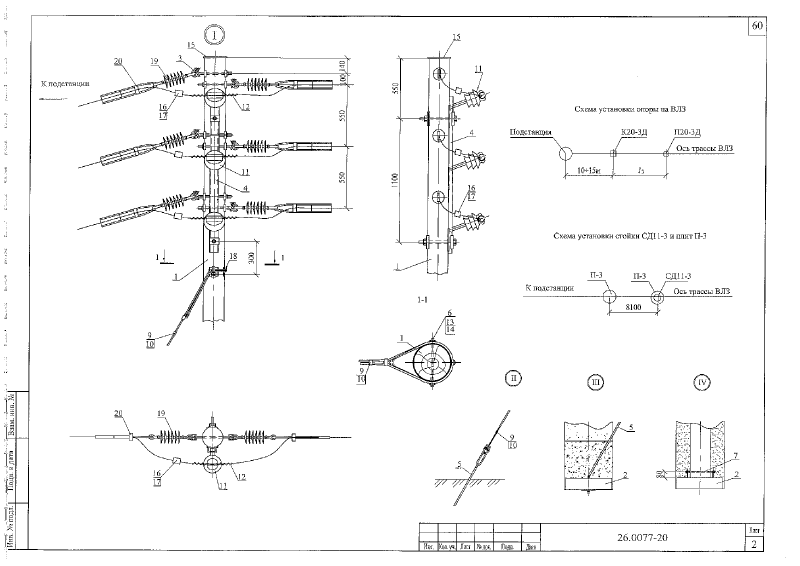 60
I
15
3
19
20
К подстанции
16
17
12
140
100
550
550
11
4
1
1
18
300
1
9
10
15
11
550
4
1100
16
17
1
Схема установки опоры на ВЛЗ
Подстанция
К20-3Д
П20-3Д
Ось трассы ВЛЗ
10÷15м
Схема установки стойки СД11-3 и плит П-3
П-3
П-3
СД11-3
К подстанции
Ось трассы ВЛЗ
8100
1-1
6
13
14
1
9
10
II
III
IV
20
19
16
17
11
12
9
10
5
5
2
7
2
Взам. инв. №
Подп. и дата
Инв. № подл.
Изм.
Кол. уч.
Лист
№ док.
Подп.
Дата
26.0077-20
Лист
2